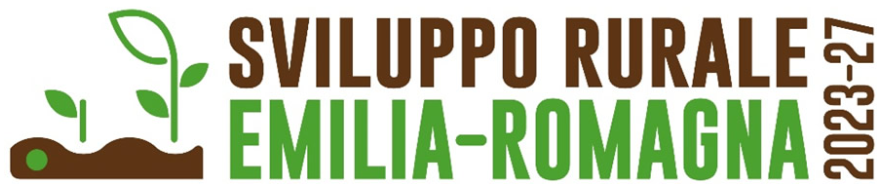 SVILUPPO RURALE
EMILIA-ROMAGNA
2023-27